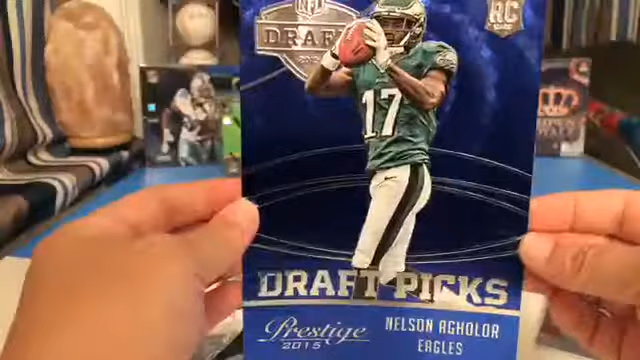 NFL
DRAFT
RC
17
DRAFT PICKS
Prestige
2015
NELSON AGHOLOR
EAGLES